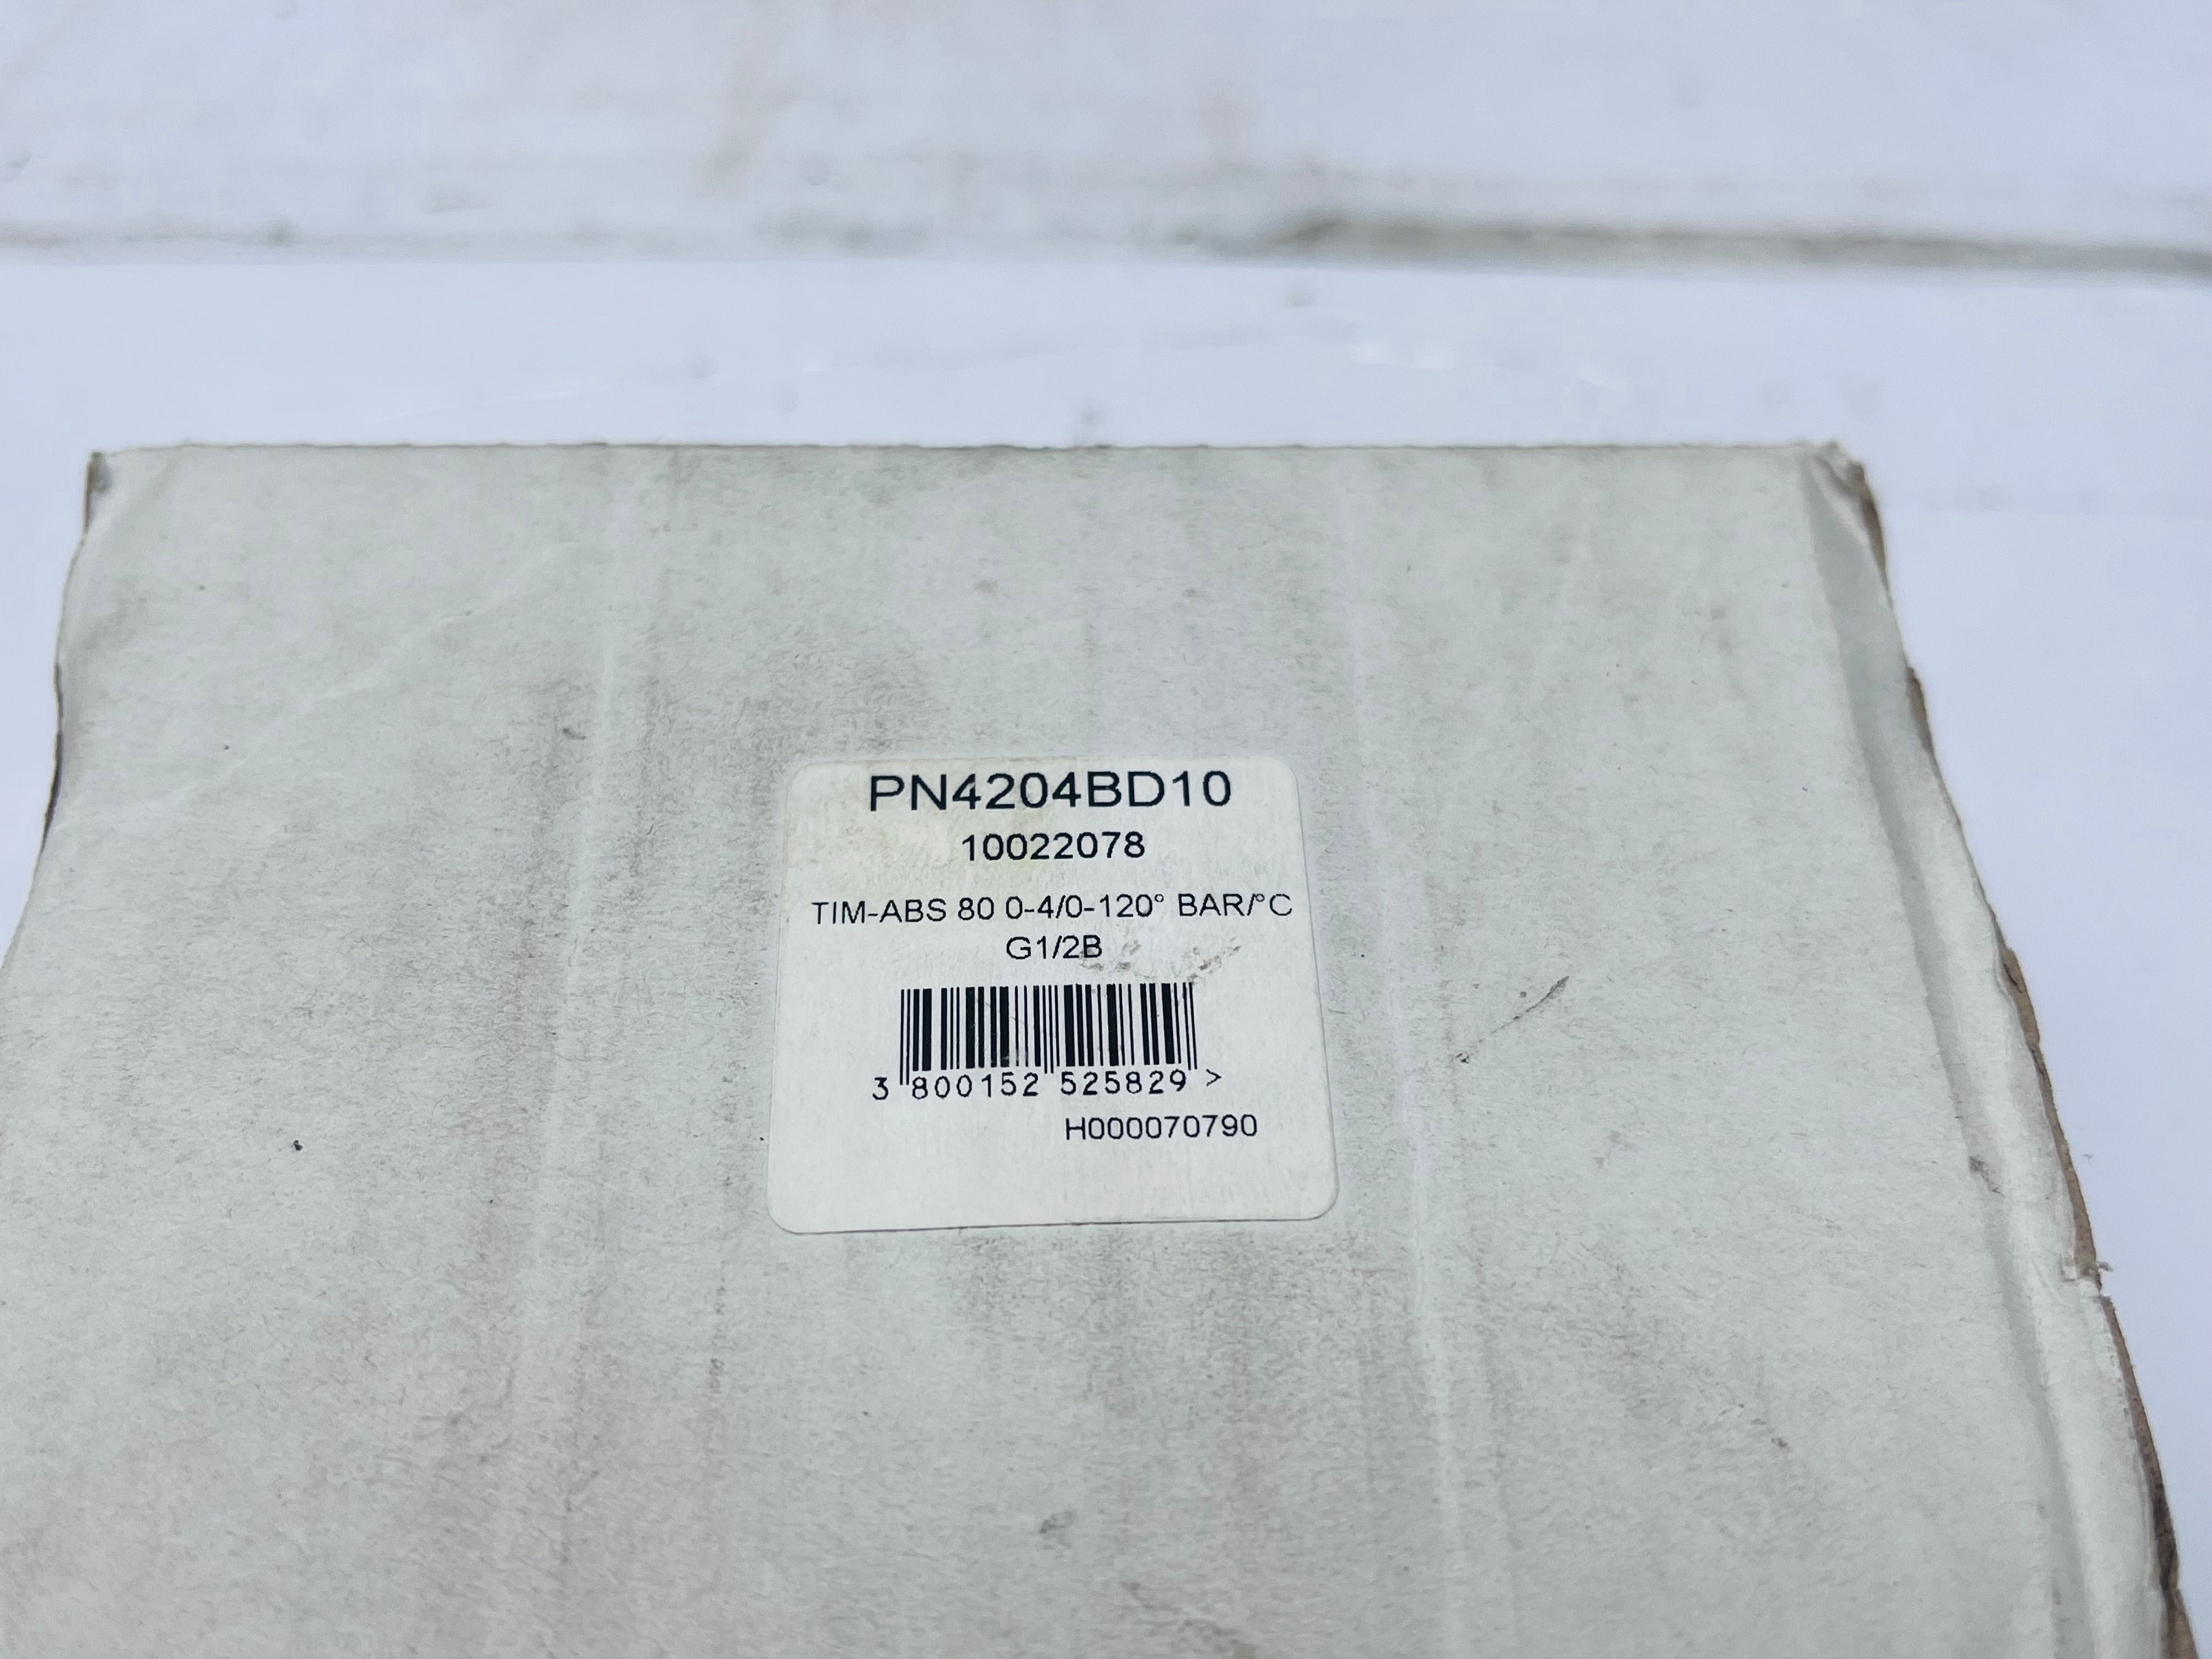 PN4204BD10
10022078
TIM-ABS 80 0-4/0-120° BAR/°C
G1/2B
3 800152 525829 >
H000070790